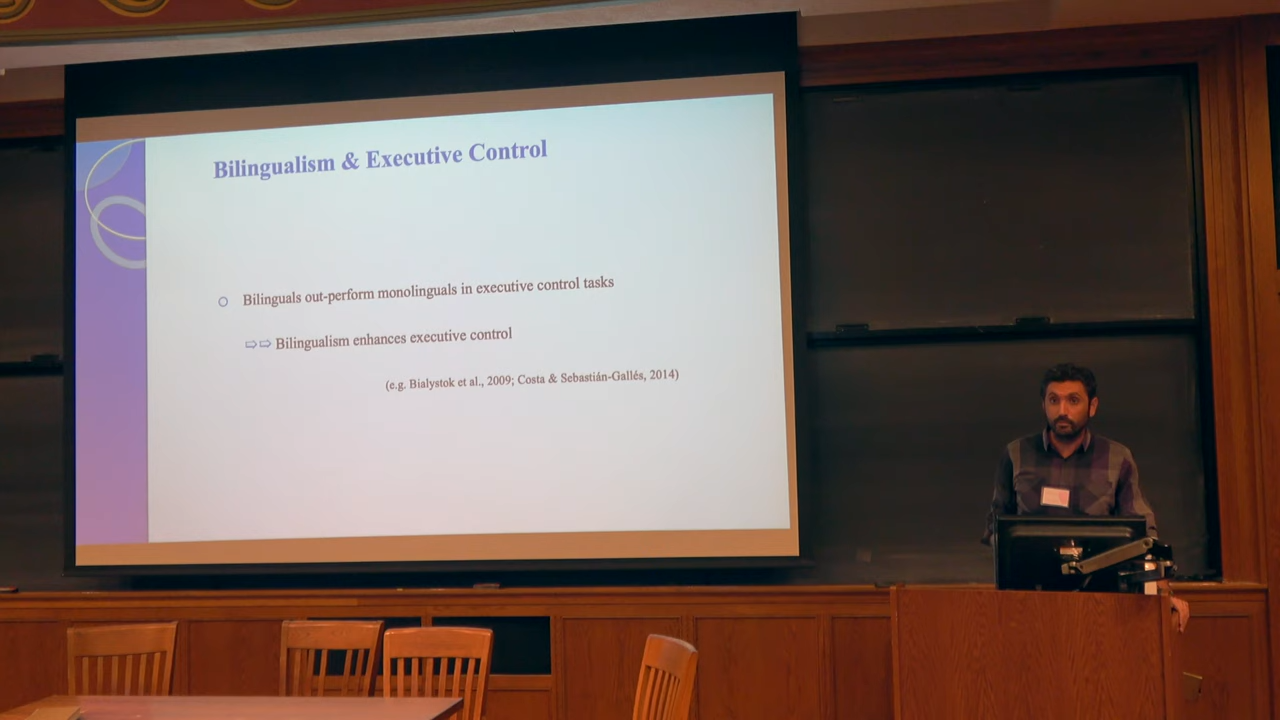 Bilingualism & Executive Control
Bilinguals out-perform monolinguals in executive control tasks
⇨⇨ Bilingualism enhances executive control
(e.g. Bialystok et al., 2009; Costa & Sebastián-Gallés, 2014)